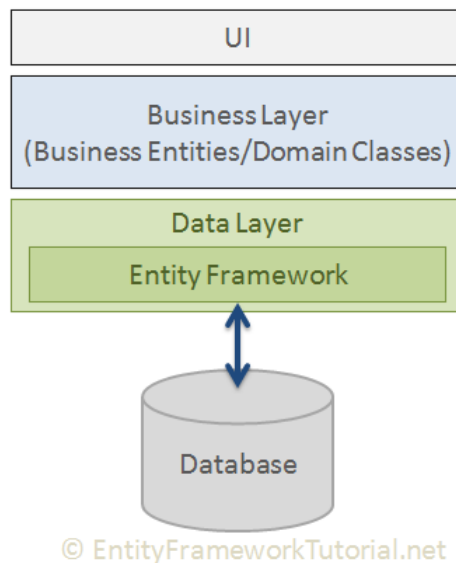 UI
Business Layer
(Business Entities/Domain Classes)
Data Layer
Entity Framework
Database
© EntityFrameworkTutorial.net